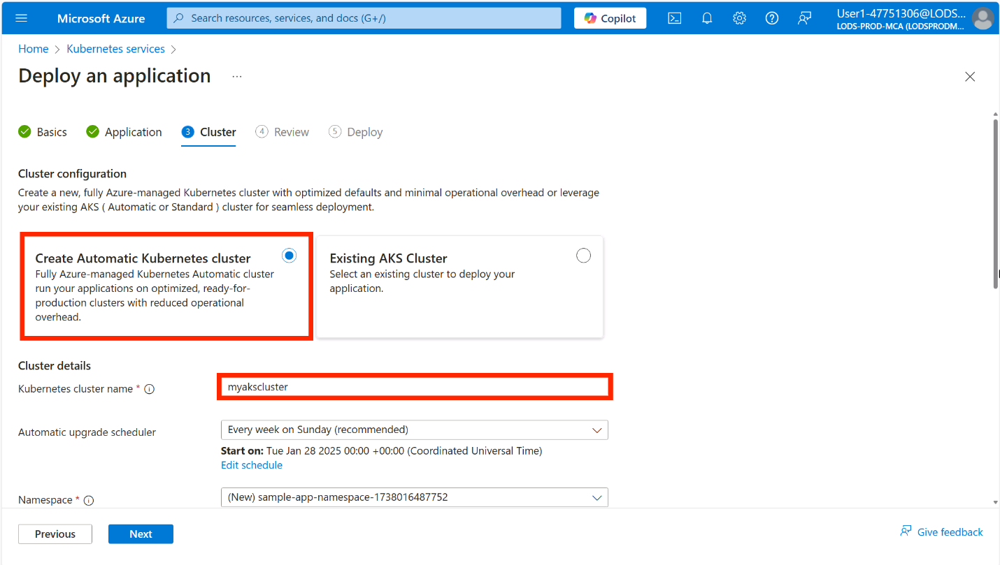 Microsoft Azure
Search resources, services, and docs (G+/)
Copilot
User1-47751306@LODS...
LODS-PROD-MCA (LODSPRODM...
Home > Kubernetes services >
Deploy an application ...
Basics
Application
3 Cluster
4 Review
5 Deploy
Cluster configuration
Create a new, fully Azure-managed Kubernetes cluster with optimized defaults and minimal operational overhead or leverage
your existing AKS ( Automatic or Standard ) cluster for seamless deployment.
Create Automatic Kubernetes cluster
Fully Azure-managed Kubernetes Automatic cluster
run your applications on optimized, ready-for-
production clusters with reduced operational
overhead.
Existing AKS Cluster
Select an existing cluster to deploy your
application.
Cluster details
Kubernetes cluster name *
myakscluster
Automatic upgrade scheduler
Every week on Sunday (recommended)
Start on: Tue Jan 28 2025 00:00 +00:00 (Coordinated Universal Time)
Edit schedule
Namespace *
(New) sample-app-namespace-1738016487752
Previous
Next
Give feedback